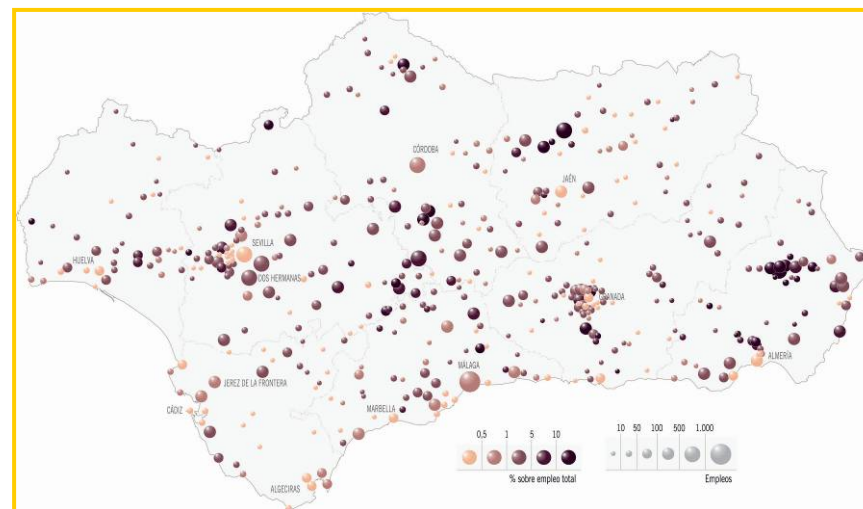 CÓRDOBA
JAÉN
SEVILLA
HUELVA
DOS HERMANAS
GRANADA
ALMERÍA
MÁLAGA
JEREZ DE LA FRONTERA
CÁDIZ
MARBELLA
ALGECIRAS
0,5 1 5 10
% sobre empleo total
10 50 100 500 1.000
Empleos